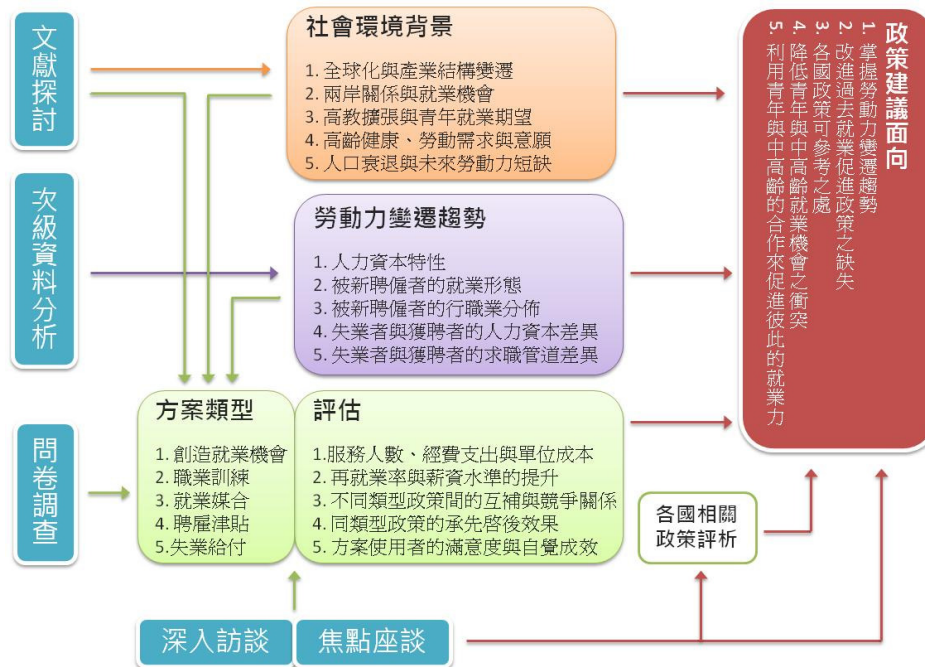 文獻探討
次級資料分析
問卷調查
社會環境背景
1. 全球化與產業結構變遷
2. 兩岸關係與就業機會
3. 高教擴張與青年就業期望
4. 高齡健康、勞動需求與意願
5. 人口衰退與未來勞動力短缺
勞動力變遷趨勢
1. 人力資本特性
2. 被新聘僱者的就業形態
3. 被新聘僱者的行職業分佈
4. 失業者與獲聘者的人力資本差異
5. 失業者與獲聘者的求職管道差異
方案類型
1. 創造就業機會
2. 職業訓練
3. 就業媒合
4. 聘雇津貼
5.失業給付
評估
1.服務人數、經費支出與單位成本
2. 再就業率與薪資水準的提升
3. 不同類型政策間的互補與競爭關係
4. 同類型政策的承先啓後效果
5. 方案使用者的滿意度與自覺成效
深入訪談
焦點座談
各國相關
政策評析
政策建議面向
1. 掌握勞動力變遷趨勢
2. 改進過去就業促進政策之缺失
3. 各國政策可參考之處
4. 降低青年與中高齡就業機會之衝突
5. 利用青年與中高齡的合作來促進彼此的就業力